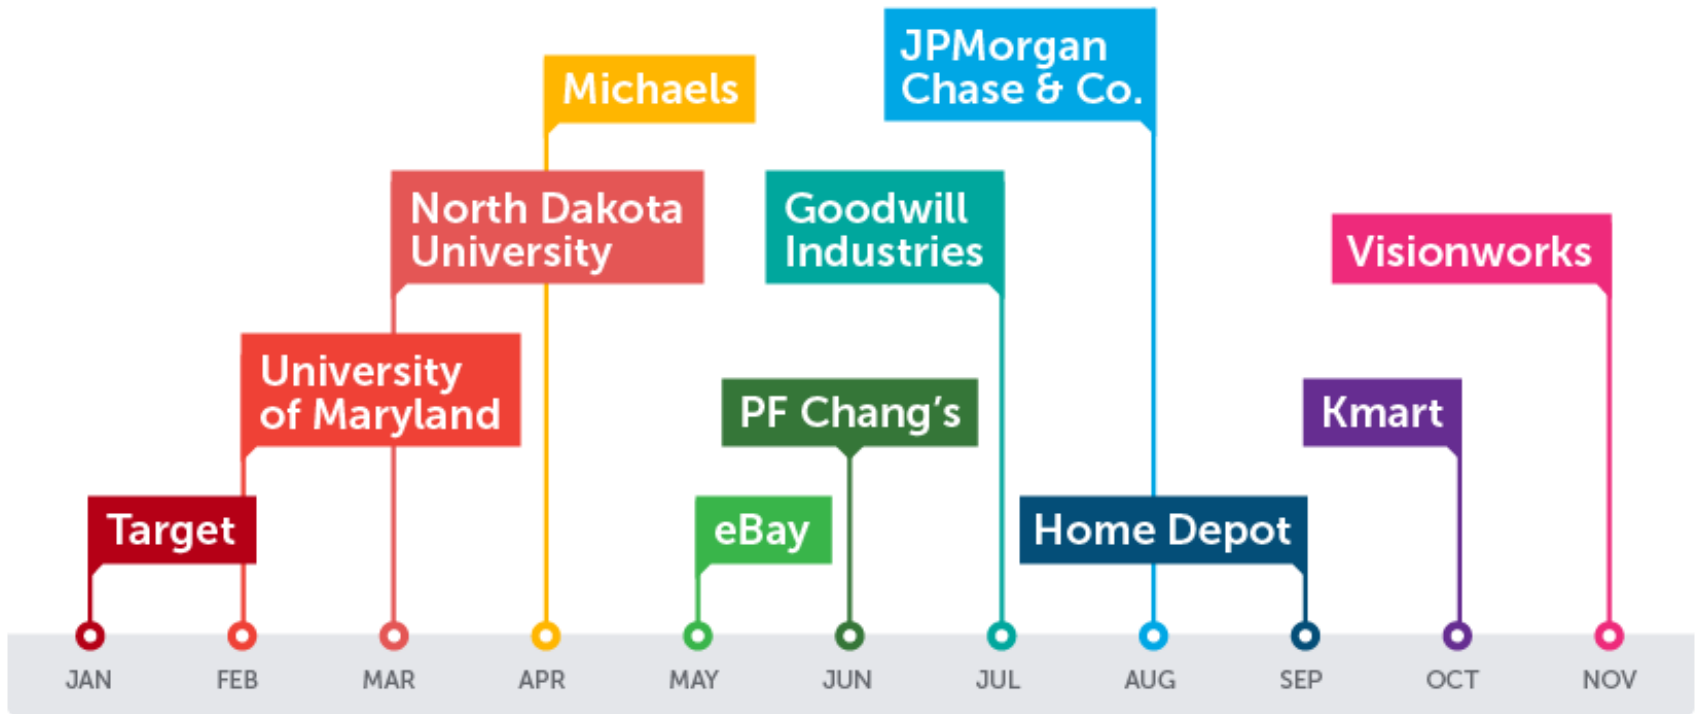 JPMorgan
Chase & Co.
Michaels
North Dakota
University
Goodwill
Industries
Visionworks
University
of Maryland
PF Chang’s
Kmart
Target
eBay
Home Depot
JAN
FEB
MAR
APR
MAY
JUN
JUL
AUG
SEP
OCT
NOV